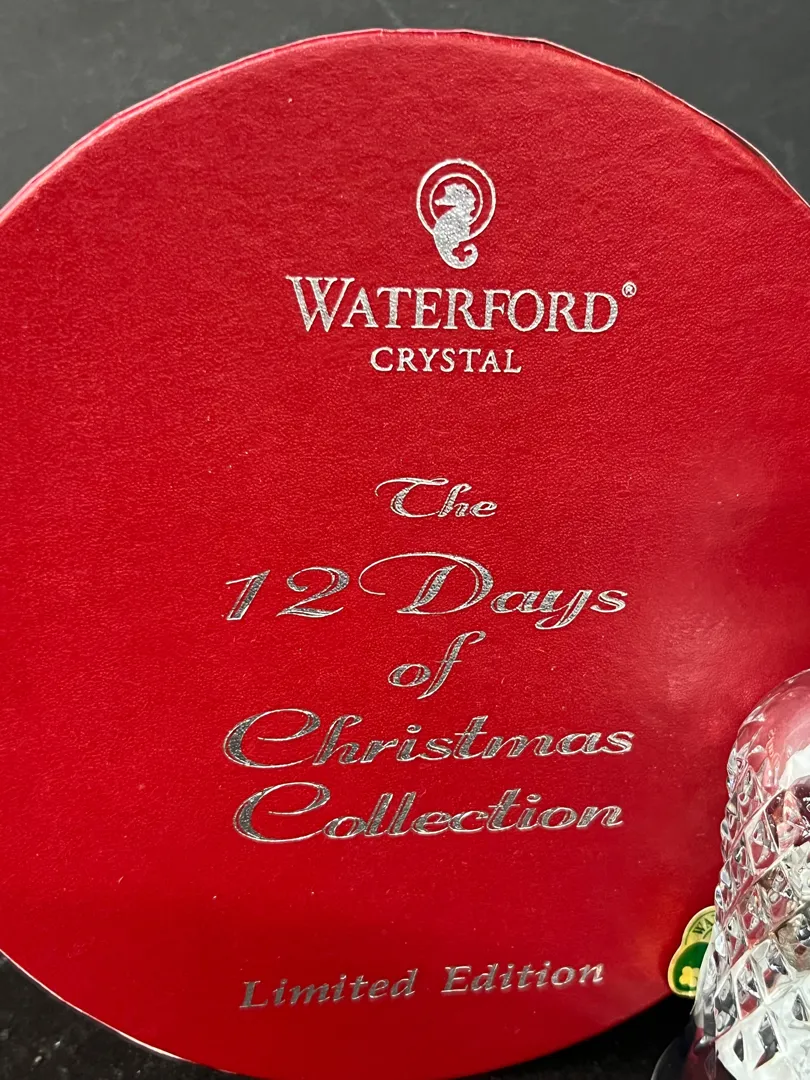 WATERFORD®
CRYSTAL
The
12 Days
of
Christmas
Collection
Limited Edition